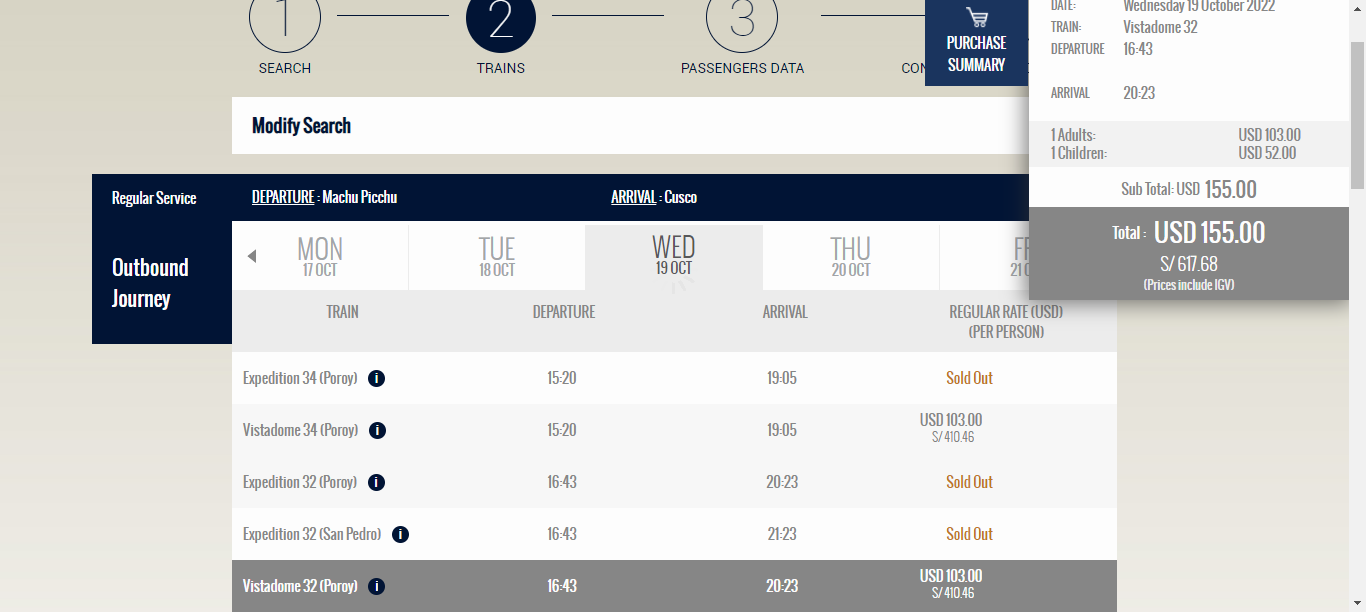 1
2
3
SEARCH
TRAINS
PASSENGERS DATA
PURCHASE
SUMMARY
DATE: Wednesday 19 October 2022
TRAIN: Vistadome 32
DEPARTURE 16:43
ARRIVAL 20:23
1 Adults: USD 103.00
1 Children: USD 52.00
Sub Total: USD 155.00
Total : USD 155.00
S/ 617.68
(Prices include IGV)
Modify Search
Regular Service
DEPARTURE : Machu Picchu
ARRIVAL : Cusco
Outbound
Journey
MON
17 OCT
TUE
18 OCT
WED
19 OCT
THU
20 OCT
TRAIN DEPARTURE ARRIVAL REGULAR RATE (USD)
(PER PERSON)
Expedition 34 (Poroy) i 15:20 19:05 Sold Out
Vistadome 34 (Poroy) i 15:20 19:05 USD 103.00
S/ 410.46
Expedition 32 (Poroy) i 16:43 20:23 Sold Out
Expedition 32 (San Pedro) i 16:43 21:23 Sold Out
Vistadome 32 (Poroy) i 16:43 20:23 USD 103.00
S/ 410.46